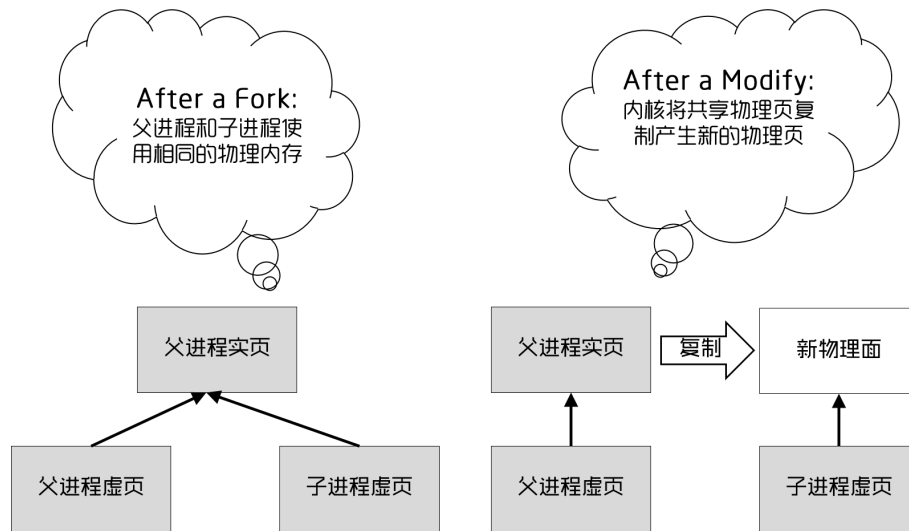 After a Fork:
父进程和子进程使
用相同的物理内存
After a Modify:
内核将共享物理页复
制产生新的物理页
父进程实页
父进程虚页
子进程虚页
父进程实页
复制
新物理面
父进程虚页
子进程虚页